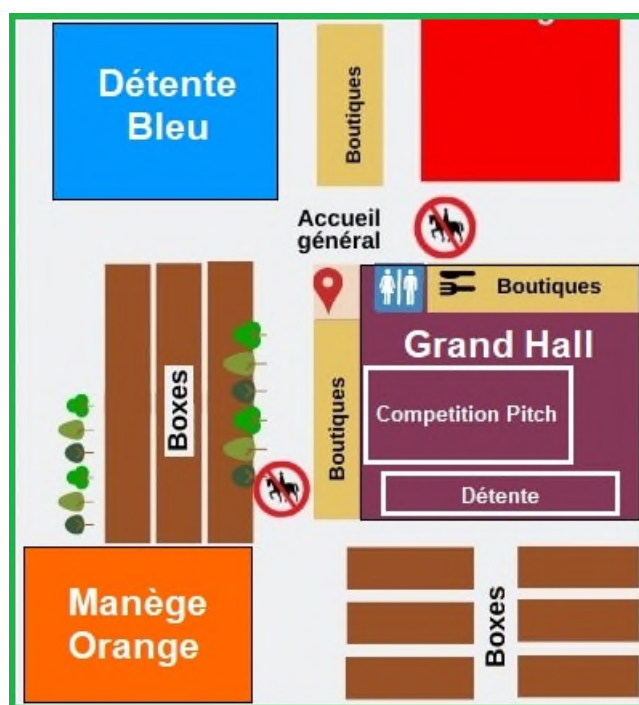 Détente
Bleu
Boutiques
Accueil
général
Boutiques
Grand Hall
Boxes
Boutiques
Competition Pitch
Détente
Manège
Orange
Boxes